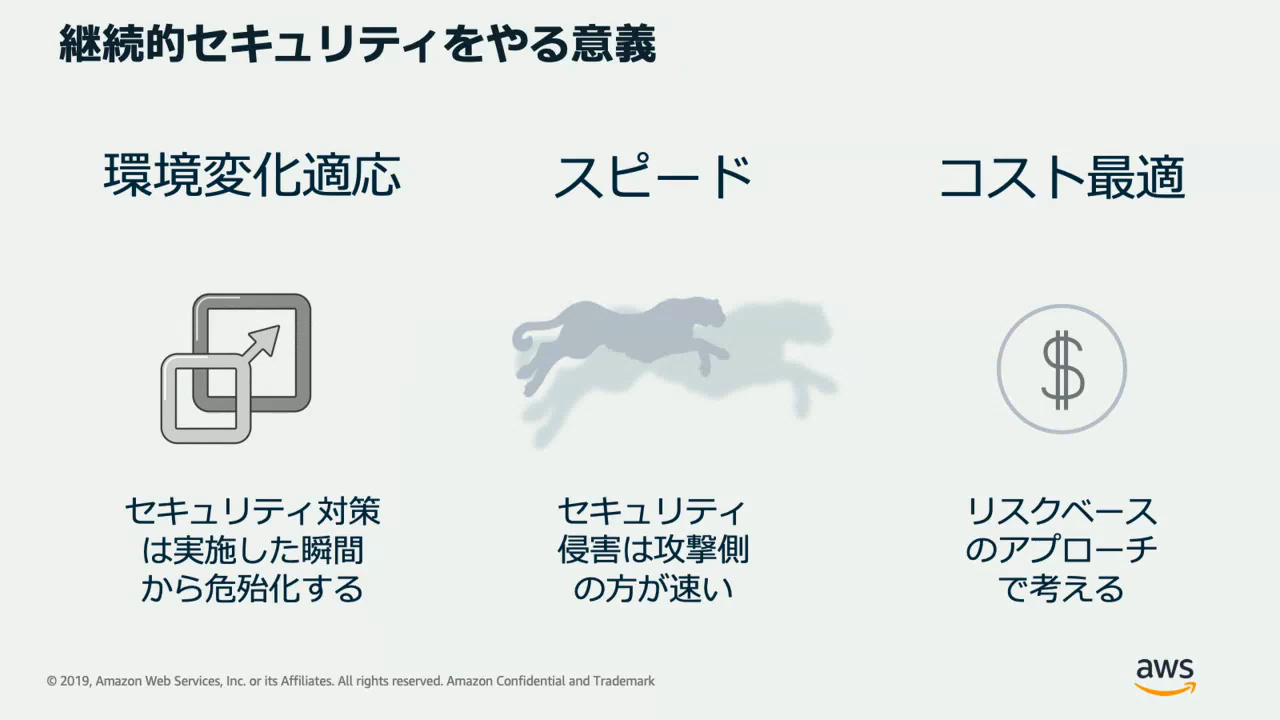 継続的セキュリティをやる意義
環境変化適応
スピード
コスト最適
$
セキュリティ対策
は実施した瞬間
から危殆化する
セキュリティ
侵害は攻撃側
の方が速い
リスクベース
のアプローチ
で考える
© 2019, Amazon Web Services, Inc. or its Affiliates. All rights reserved. Amazon Confidential and Trademark
aws